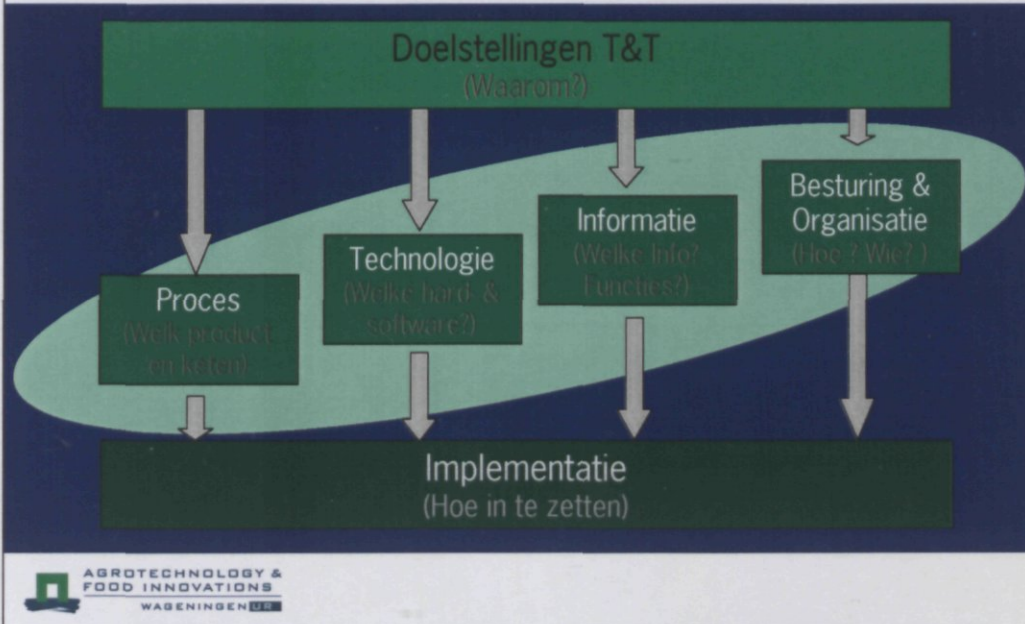 Doelstellingen T&T
(Waarom?)
Besturing &
Organisatie
(Hoe ? Wie? )
Informatie
(Welke Info?
Functies?)
Technologie
(Welke hard- &
software?)
Proces
(Welk product
en keten)
Implementatie
(Hoe in te zetten)
AGROTECHNOLOGY &
FOOD INNOVATIONS
WAGENINGEN UR